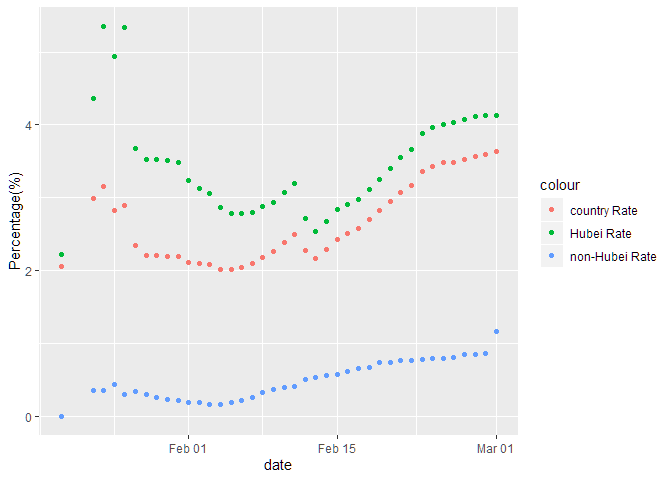 Percentage(%)
4
2
0
Feb 01
Feb 15
Mar 01
date
colour
country Rate
Hubei Rate
non-Hubei Rate